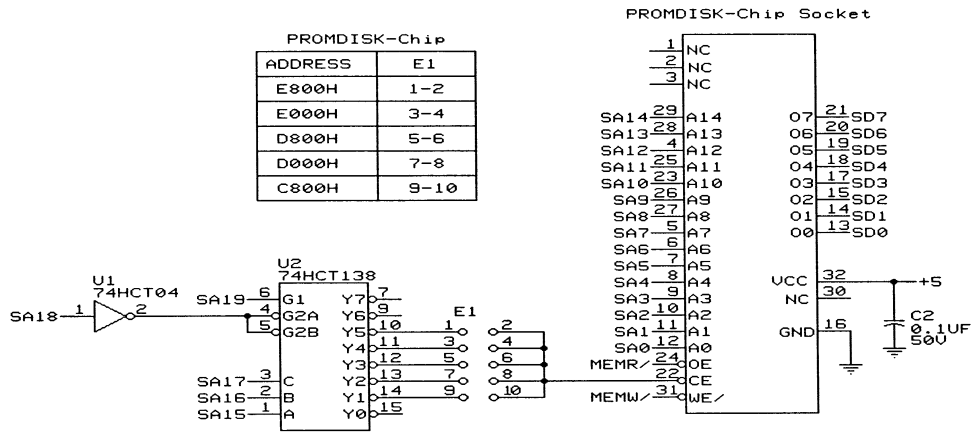 PROMDISK-Chip Socket
PROMDISK-Chip
ADDRESS E1
E800H 1-2
E000H 3-4
D800H 5-6
D000H 7-8
C800H 9-10
1 NC
2 NC
3 NC
SA14 29 A14 O7 21 SD7
SA13 28 A13 O6 20 SD6
SA12 4 A12 O5 19 SD5
SA11 25 A11 O4 18 SD4
SA10 23 A10 O3 17 SD3
SA9 26 A9 O2 15 SD2
SA8 27 A8 O1 14 SD1
SA7 5 A7 O0 13 SD0
SA6 6 A6
SA5 7 A5
SA4 8 A4 VCC 32 +5
SA3 9 A3 NC 30
SA2 10 A2
SA1 11 A1 GND 16
SA0 12 A0
MEMR/ 24 OE
22 CE
MEMW/ 31 WE/
C2
0.1UF
50V
U1
74HCT04
SA18 1 2
U2
74HCT138
SA19 6 G1 Y7 7
4 G2A Y6 9
5 G2B Y5 10
Y4 11
Y3 12
SA17 3 C Y2 13
SA16 2 B Y1 14
SA15 1 A Y0 15
E1
1 2
3 4
5 6
7 8
9 10